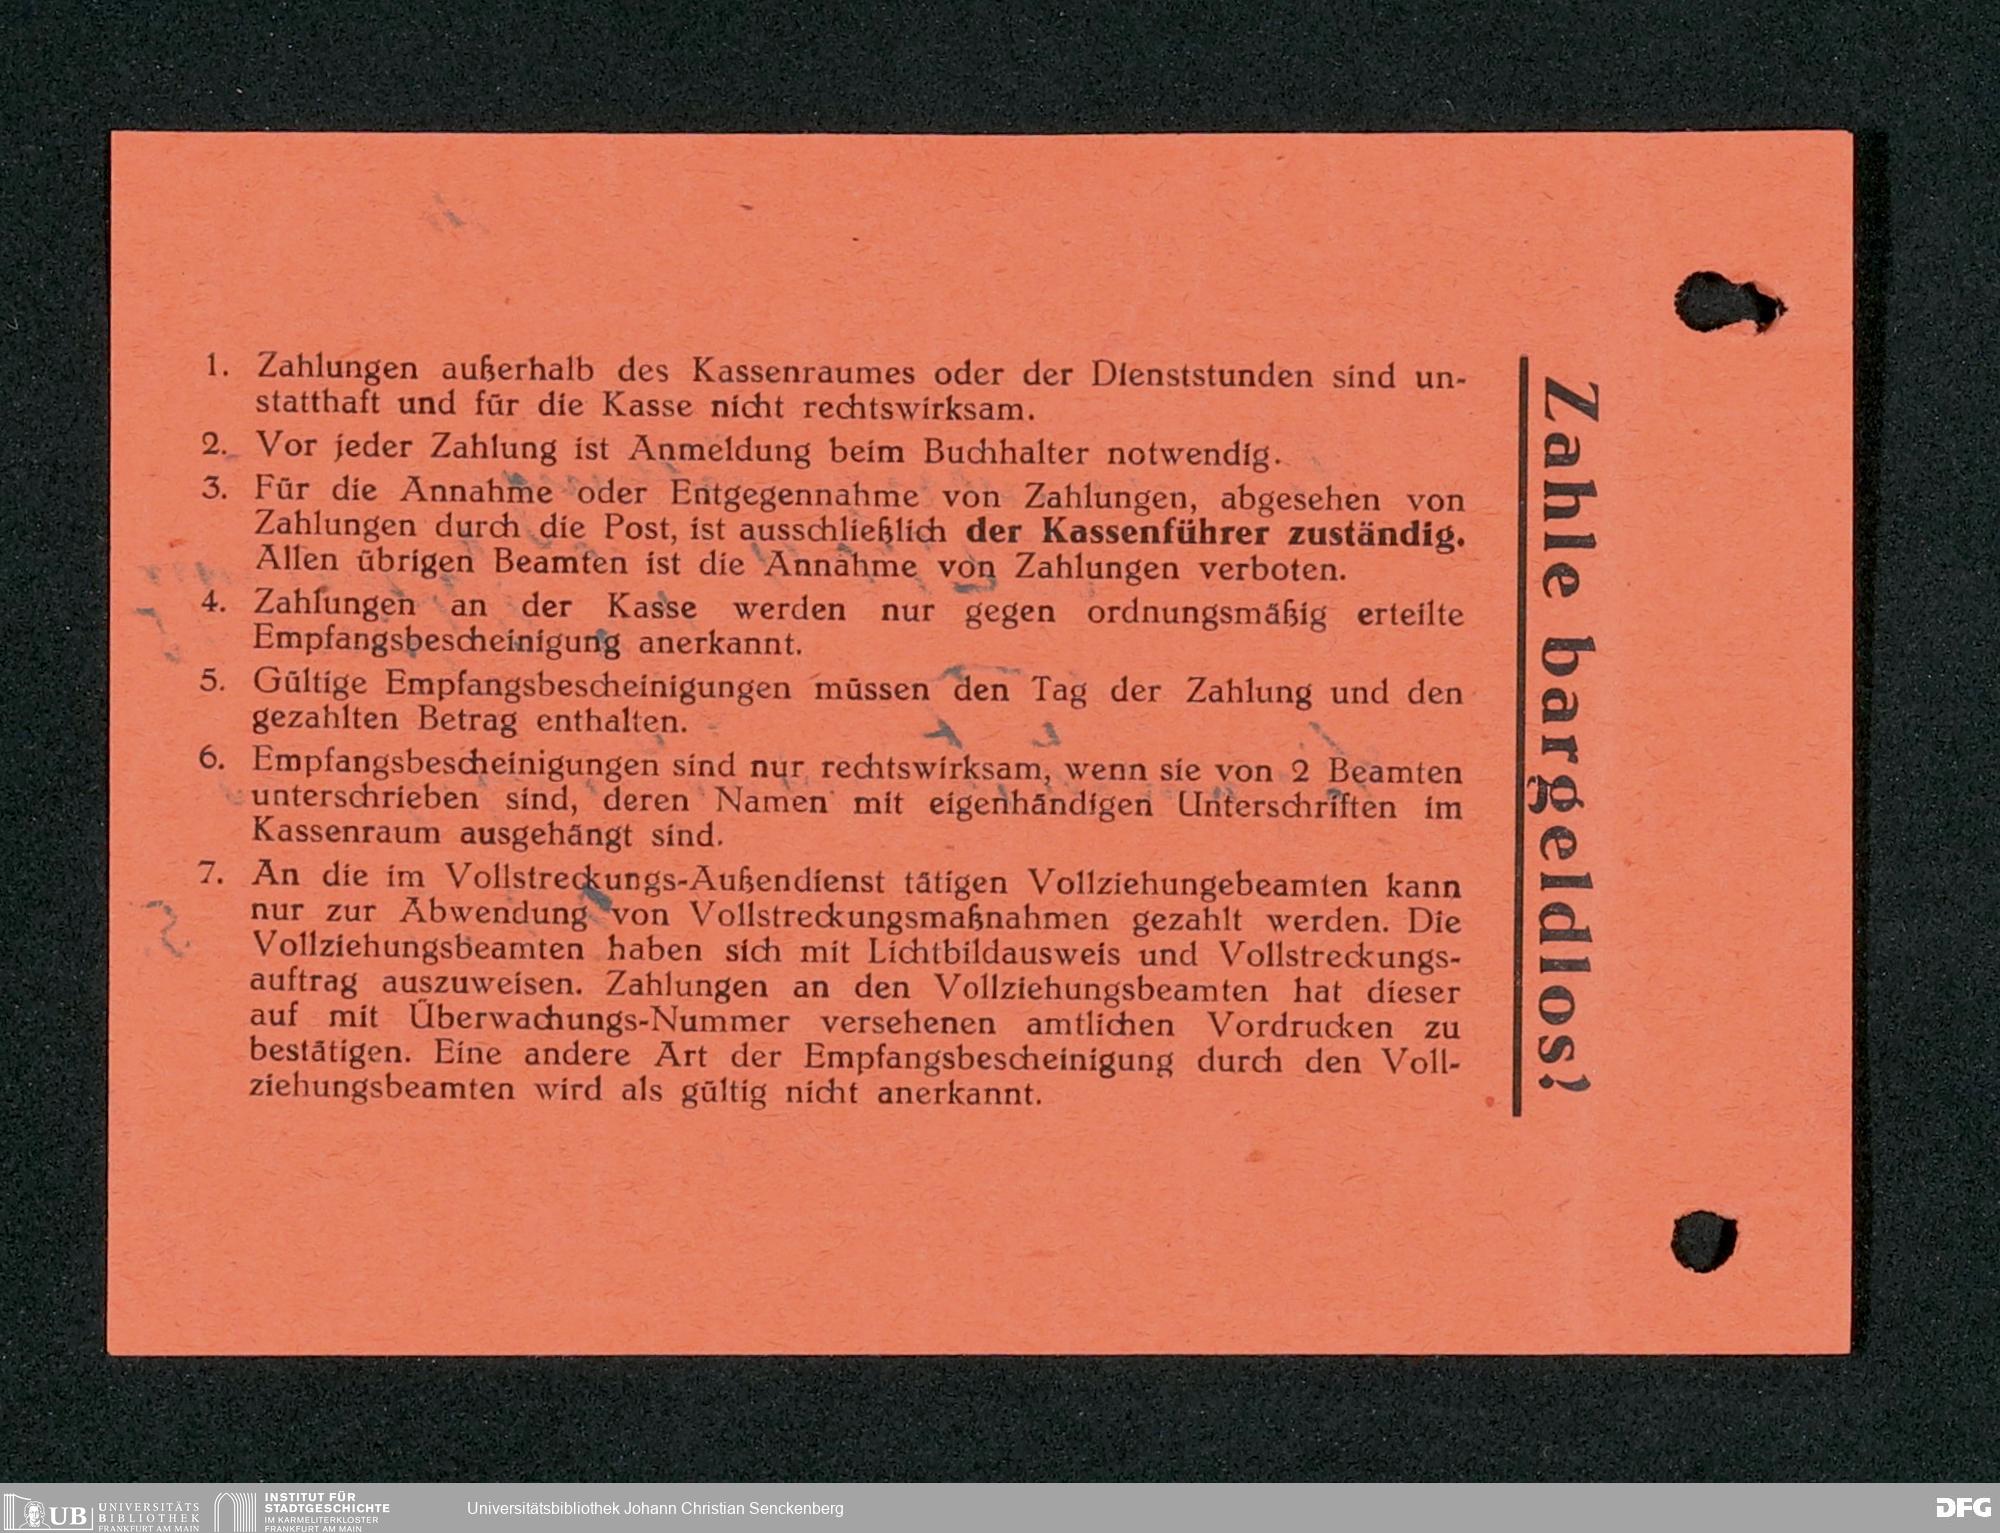 1. Zahlungen außerhalb des Kassenraumes oder der Dienststunden sind un-
statthaft und für die Kasse nicht rechtswirksam.
2. Vor jeder Zahlung ist Anmeldung beim Buchhalter notwendig.
3. Für die Annahme oder Entgegennahme von Zahlungen, abgesehen von
Zahlungen durch die Post, ist ausschließlich der Kassenführer zuständig.
Allen übrigen Beamten ist die Annahme von Zahlungen verboten.
4. Zahlungen an der Kasse werden nur gegen ordnungsmäßig erteilte
Empfangsbescheinigung anerkannt.
5. Gültige Empfangsbescheinigungen müssen den Tag der Zahlung und den
gezahlten Betrag enthalten.
6. Empfangsbescheinigungen sind nur rechtswirksam, wenn sie von 2 Beamten
unterschrieben sind, deren Namen mit eigenhändigen Unterschriften im
Kassenraum ausgehängt sind.
7. An die im Vollstreckungs-Außendienst tätigen Vollziehungebeamten kann
nur zur Abwendung von Vollstreckungsmaßnahmen gezahlt werden. Die
Vollziehungsbeamten haben sich mit Lichtbildausweis und Vollstreckungs-
auftrag auszuweisen. Zahlungen an den Vollziehungsbeamten hat dieser
auf mit Überwachungs-Nummer versehenen amtlichen Vordrucken zu
bestätigen. Eine andere Art der Empfangsbescheinigung durch den Voll-
ziehungsbeamten wird als gültig nicht anerkannt.
Zahle bargeldlos!
UB UNIVERSITÄTS
BIBLIOTHEK
FRANKFURT AM MAIN
INSTITUT FÜR
STADTGESCHICHTE
IM KARMELITERKLOSTER
FRANKFURT AM MAIN
Universitätsbibliothek Johann Christian Senckenberg
DFG